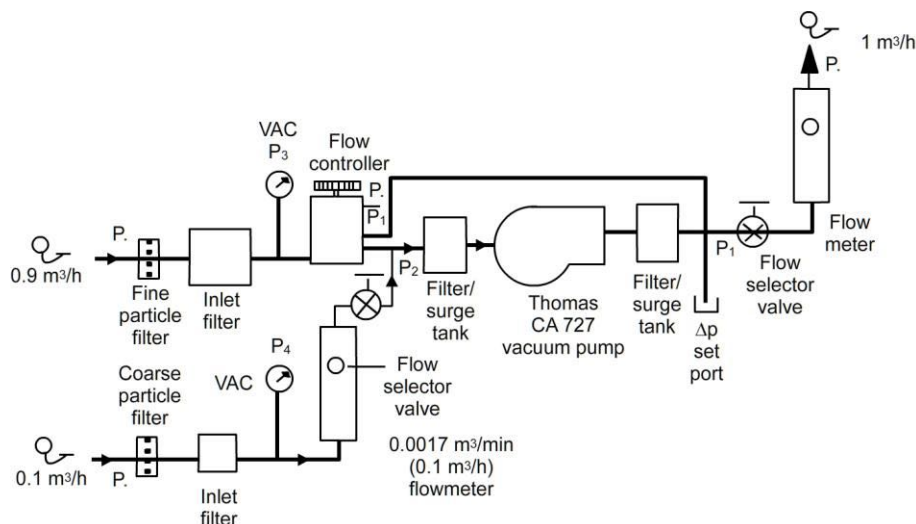 1 m³/h
P.
VAC
P₃
Flow
controller
P.
P₁
P.
0.9 m³/h
Fine
particle
filter
Inlet
filter
P₂
Filter/
surge
tank
Thomas
CA 727
vacuum pump
Filter/
surge
tank
P₁
Flow
selector
valve
Flow
meter
Δp
set
port
Coarse
particle
filter
P₄
VAC
Flow
selector
valve
0.1 m³/h
P.
Inlet
filter
0.0017 m³/min
(0.1 m³/h)
flowmeter